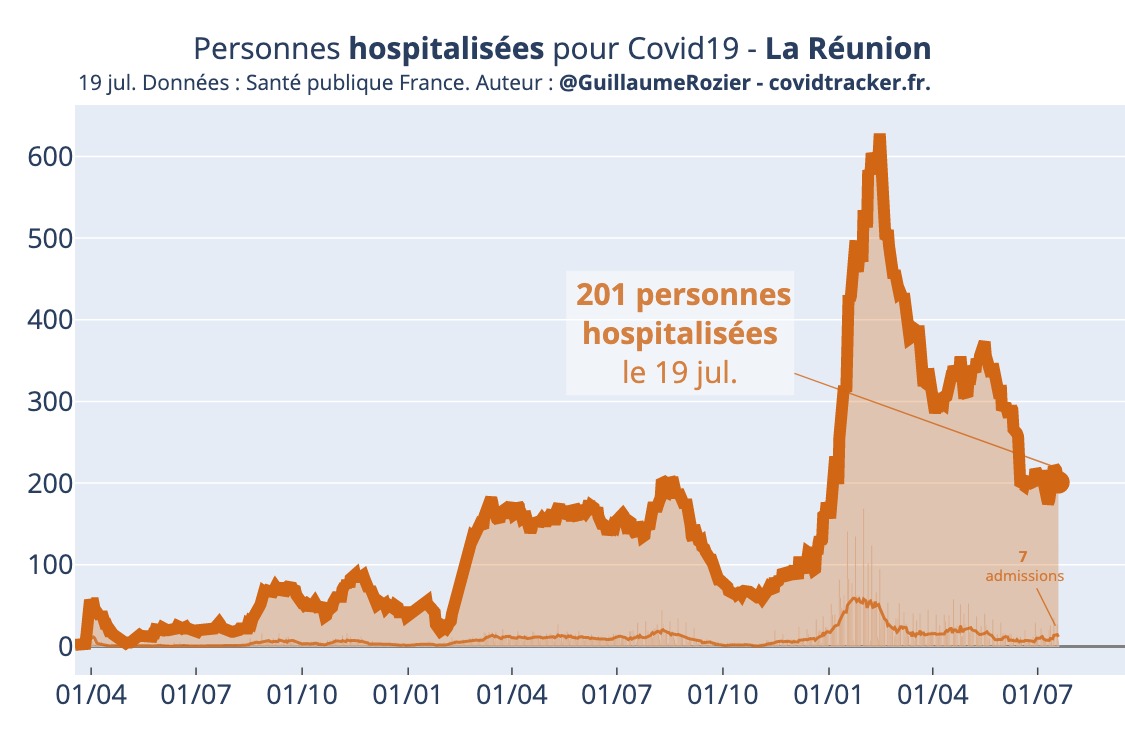 Personnes hospitalisées pour Covid19 - La Réunion
19 jul. Données : Santé publique France. Auteur : @GuillaumeRozier - covidtracker.fr.
600
500
400
300
200
100
0
201 personnes
hospitalisées
le 19 jul.
7
admissions
01/04 01/07 01/10 01/01 01/04 01/07 01/10 01/01 01/04 01/07